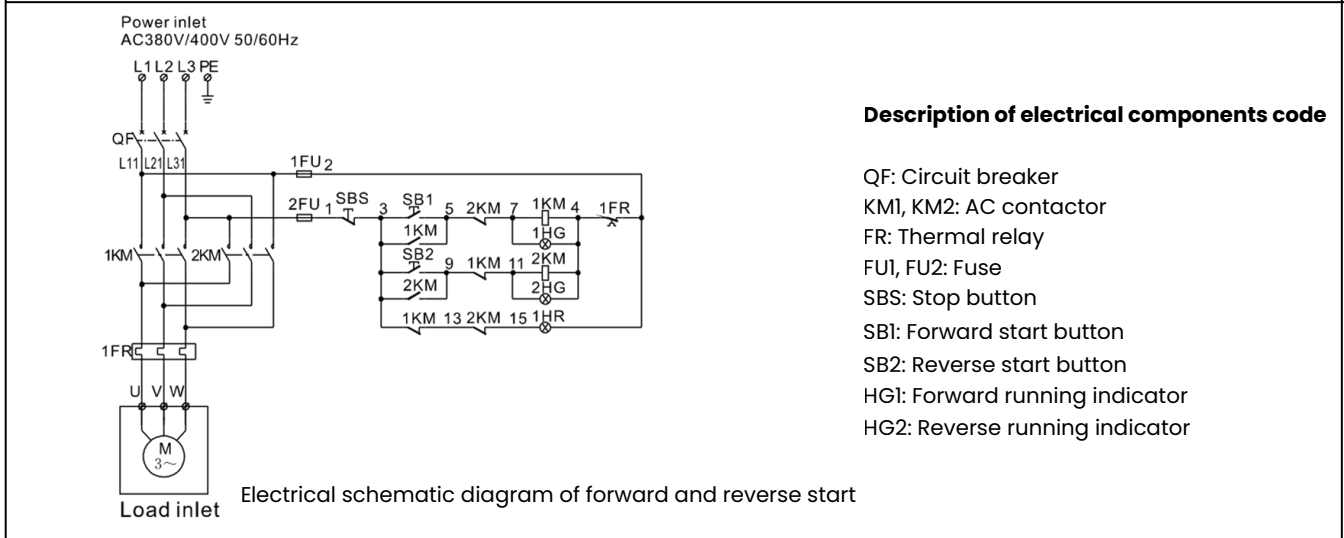 Power inlet
AC380V/400V 50/60Hz
L1 L2 L3 PE
QF
L11 L21 L31
1FU 2
2FU 1 SBS 3 SB1 5 2KM 7 1KM 4 1FR
1KM 1HG
1KM 2KM
SB2 9 1KM 11 2KM
2KM 2HG
1KM 13 2KM 15 1HR
1FR
U V W
M
3~
Load inlet
Electrical schematic diagram of forward and reverse start
Description of electrical components code
QF: Circuit breaker
KM1, KM2: AC contactor
FR: Thermal relay
FU1, FU2: Fuse
SBS: Stop button
SB1: Forward start button
SB2: Reverse start button
HG1: Forward running indicator
HG2: Reverse running indicator